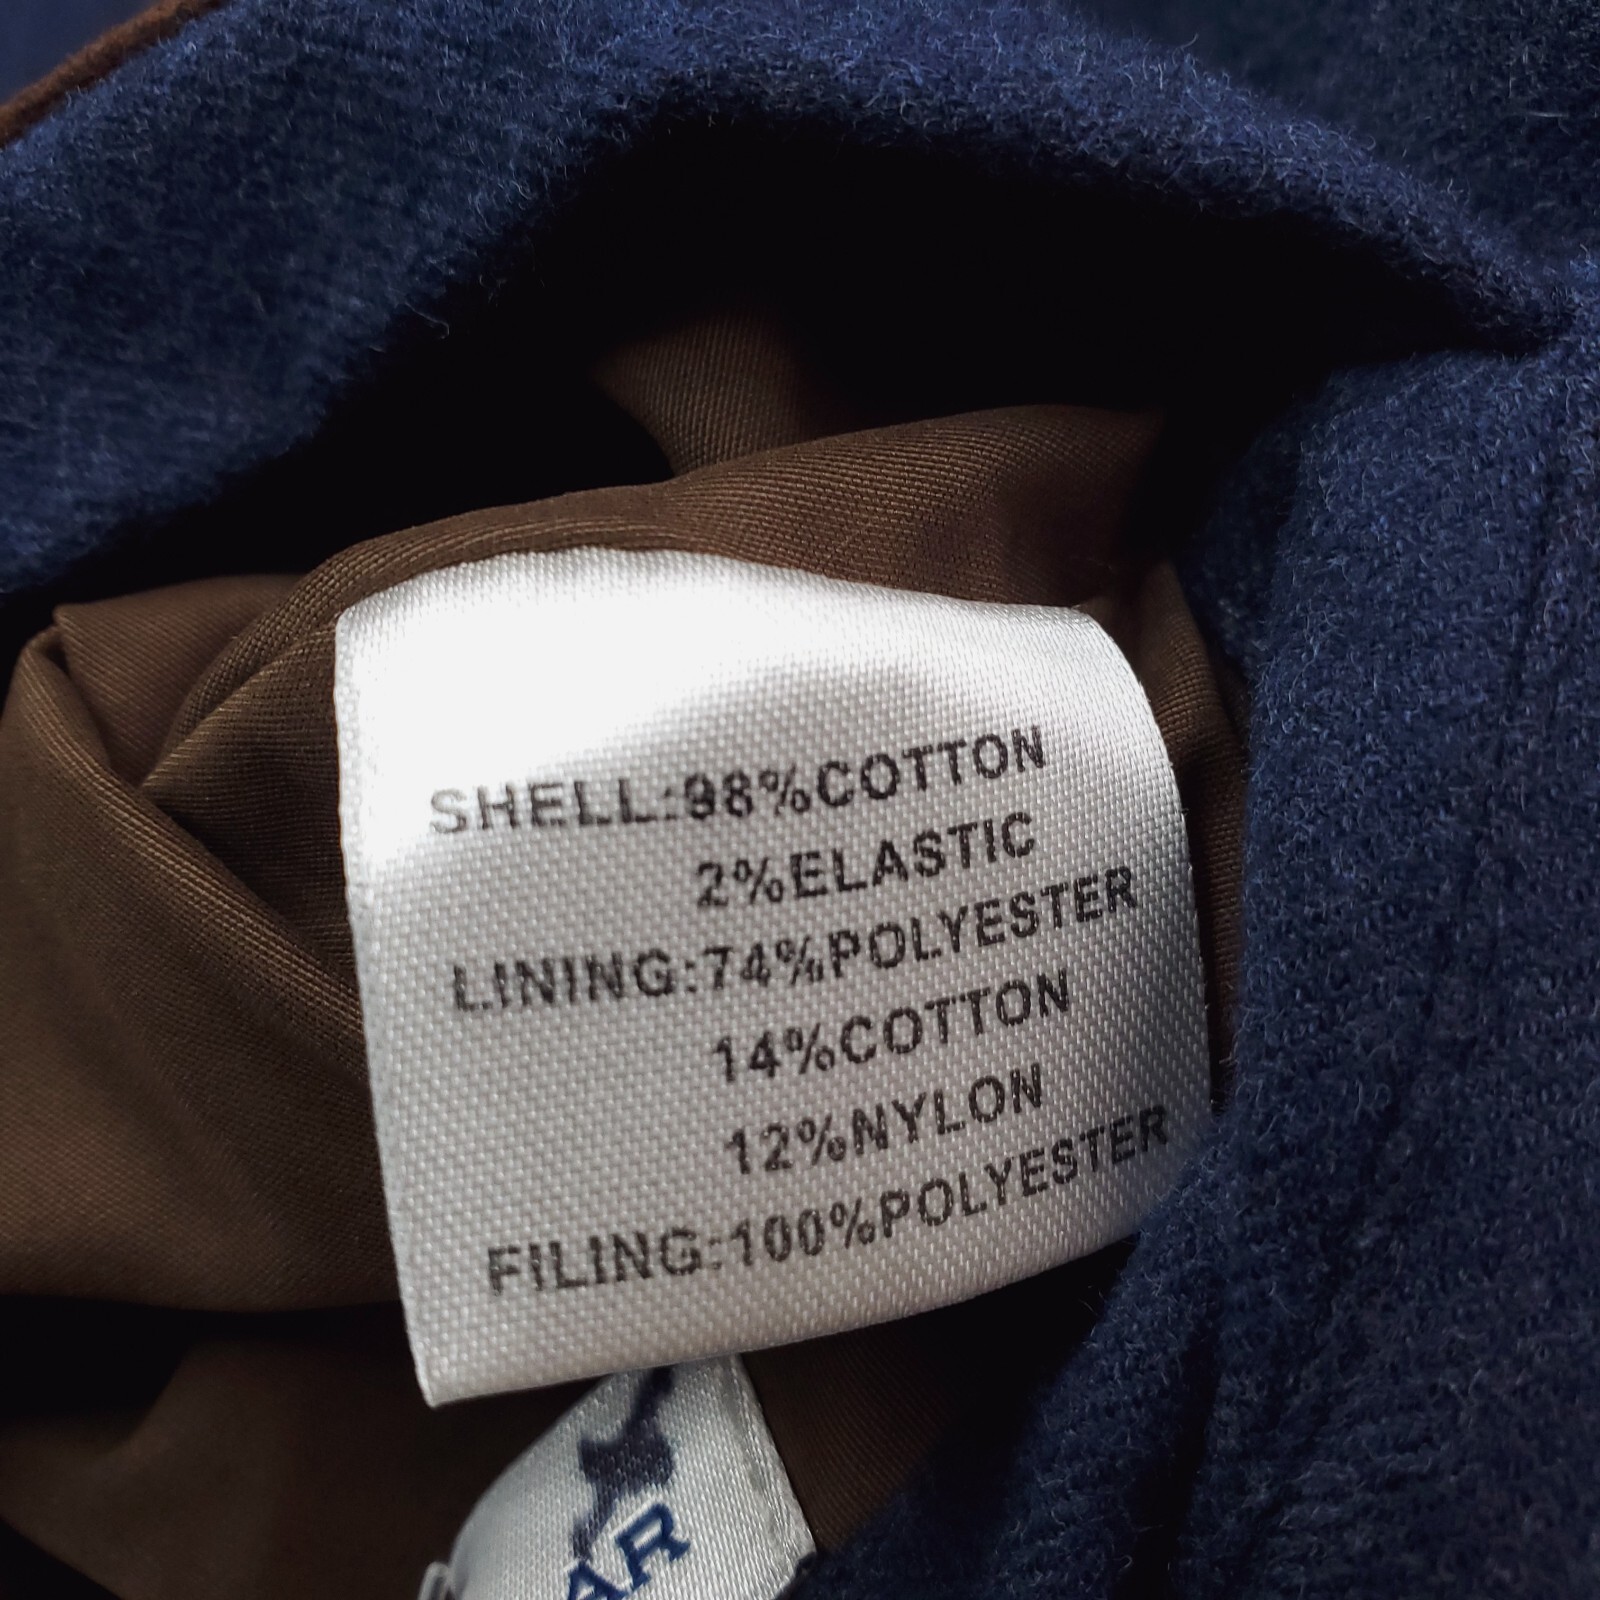 SHELL:98%COTTON
2%ELASTIC
LINING:74%POLYESTER
14%COTTON
12%NYLON
FILING:100%POLYESTER